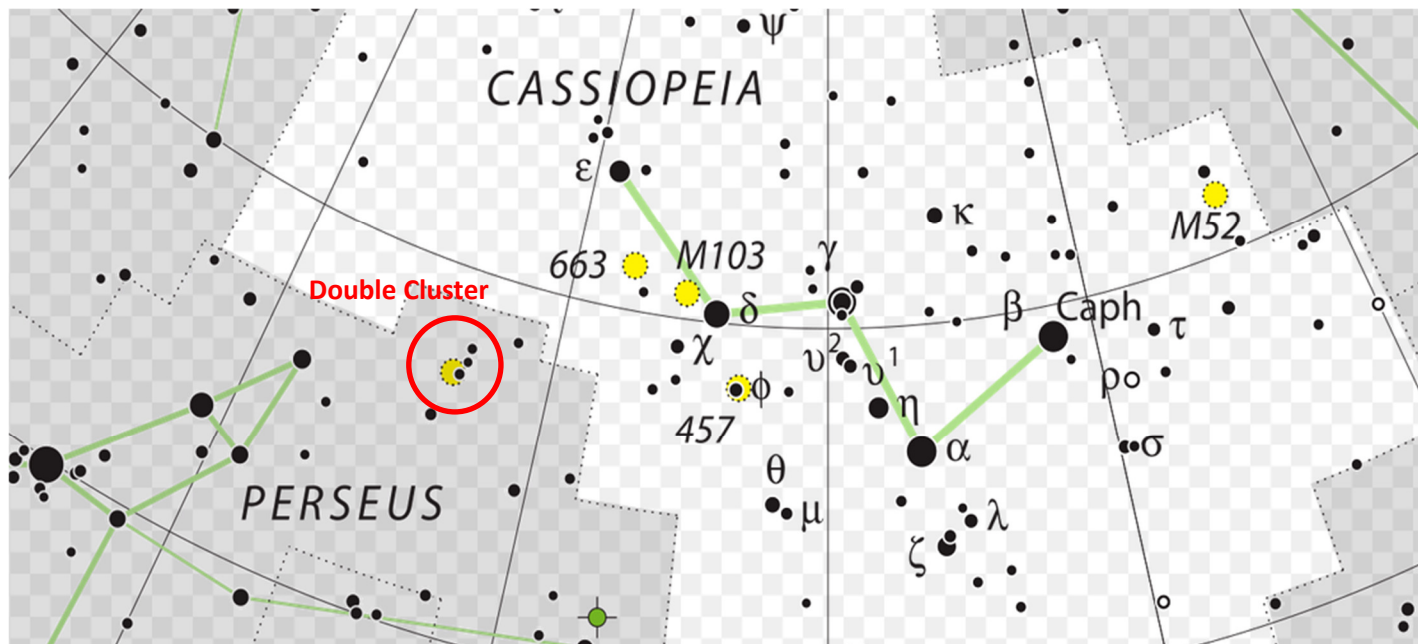 ψ
CASSIOPEIA
ε
κ
M52
663
M103
γ
Double Cluster
δ
β
Caph
τ
χ
υ2
υ1
ρ
ϕ
η
457
α
σ
θ
PERSEUS
μ
λ
ζ